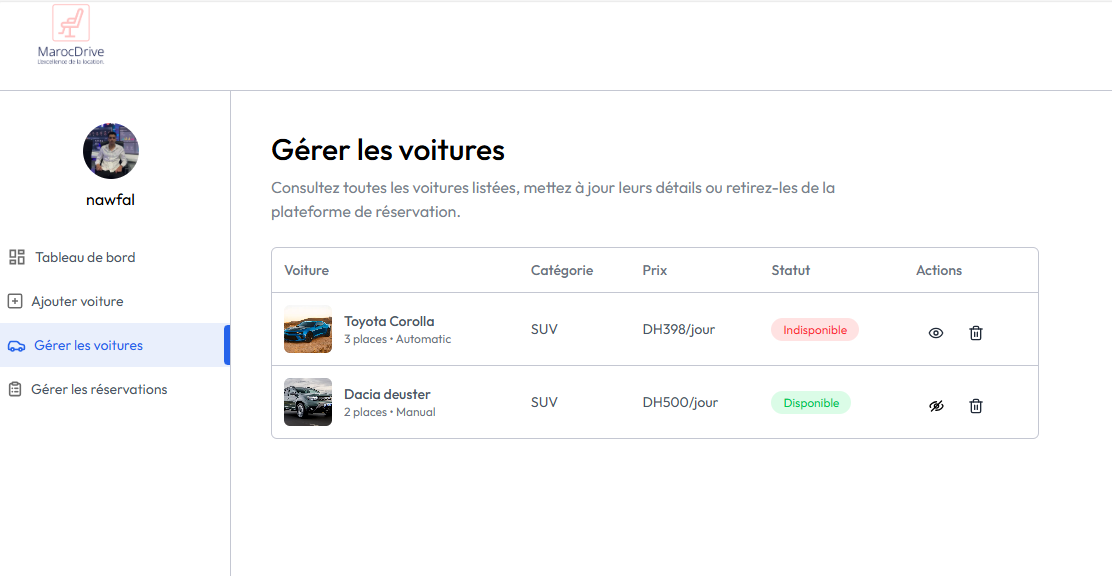 MarocDrive
L'excellence de la location.
nawfal
Tableau de bord
Ajouter voiture
Gérer les voitures
Gérer les réservations
Gérer les voitures
Consultez toutes les voitures listées, mettez à jour leurs détails ou retirez-les de la
plateforme de réservation.
Voiture Catégorie Prix Statut Actions
Toyota Corolla
3 places • Automatic
SUV DH398/jour Indisponible
Dacia deuster
2 places • Manual
SUV DH500/jour Disponible